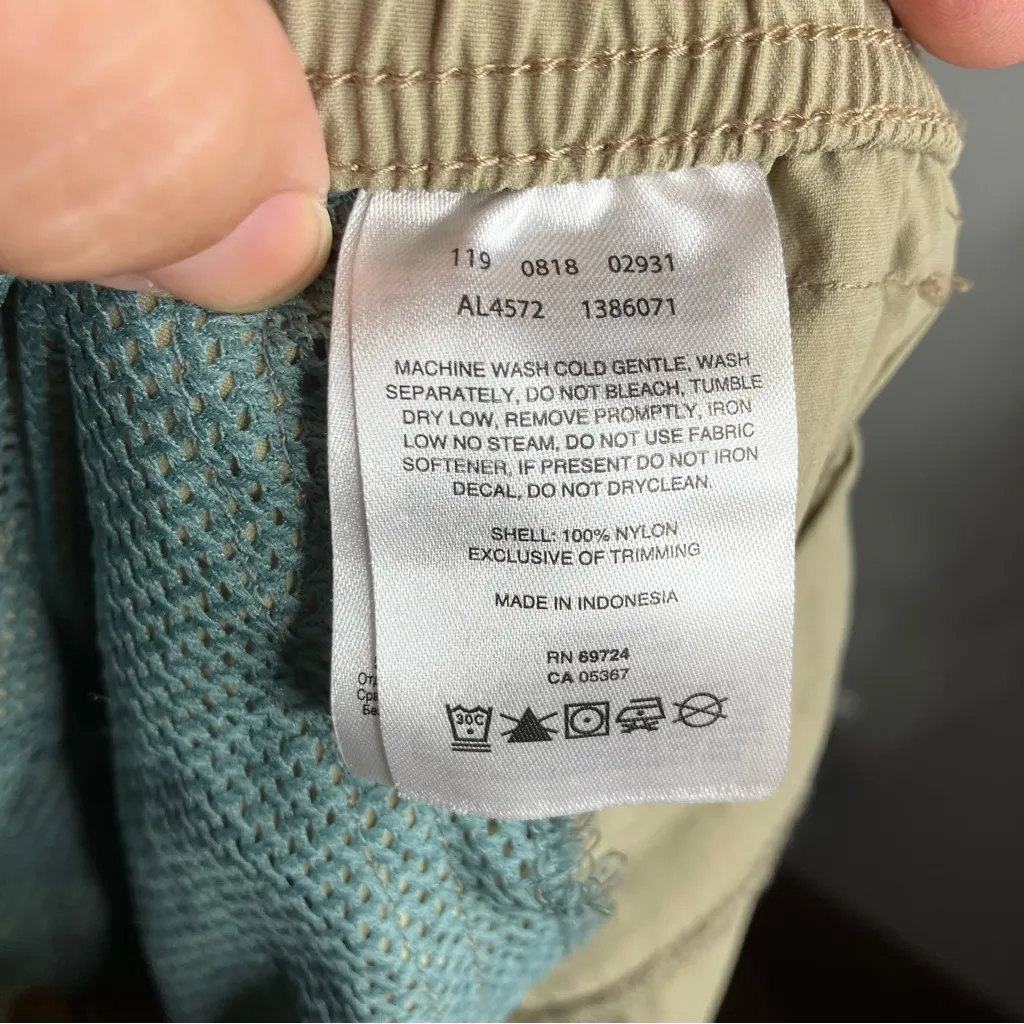 119 0818 02931
AL4572 1386071
MACHINE WASH COLD GENTLE, WASH
SEPARATELY, DO NOT BLEACH, TUMBLE
DRY LOW, REMOVE PROMPTLY, IRON
LOW NO STEAM, DO NOT USE FABRIC
SOFTENER, IF PRESENT DO NOT IRON
DECAL, DO NOT DRYCLEAN.
SHELL: 100% NYLON
EXCLUSIVE OF TRIMMING
MADE IN INDONESIA
RN 69724
CA 05367
30C